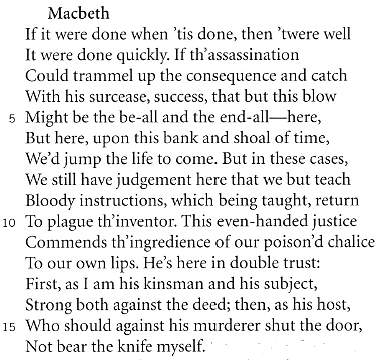 Macbeth
If it were done when ’tis done, then ’twere well
It were done quickly. If th’assassination
Could trammel up the consequence and catch
With his surcease, success, that but this blow
5 Might be the be-all and the end-all—here,
But here, upon this bank and shoal of time,
We’d jump the life to come. But in these cases,
We still have judgement here that we but teach
Bloody instructions, which being taught, return
10 To plague th’inventor. This even-handed justice
Commends th’ingredience of our poison’d chalice
To our own lips. He’s here in double trust:
First, as I am his kinsman and his subject,
Strong both against the deed; then, as his host,
15 Who should against his murderer shut the door,
Not bear the knife myself.